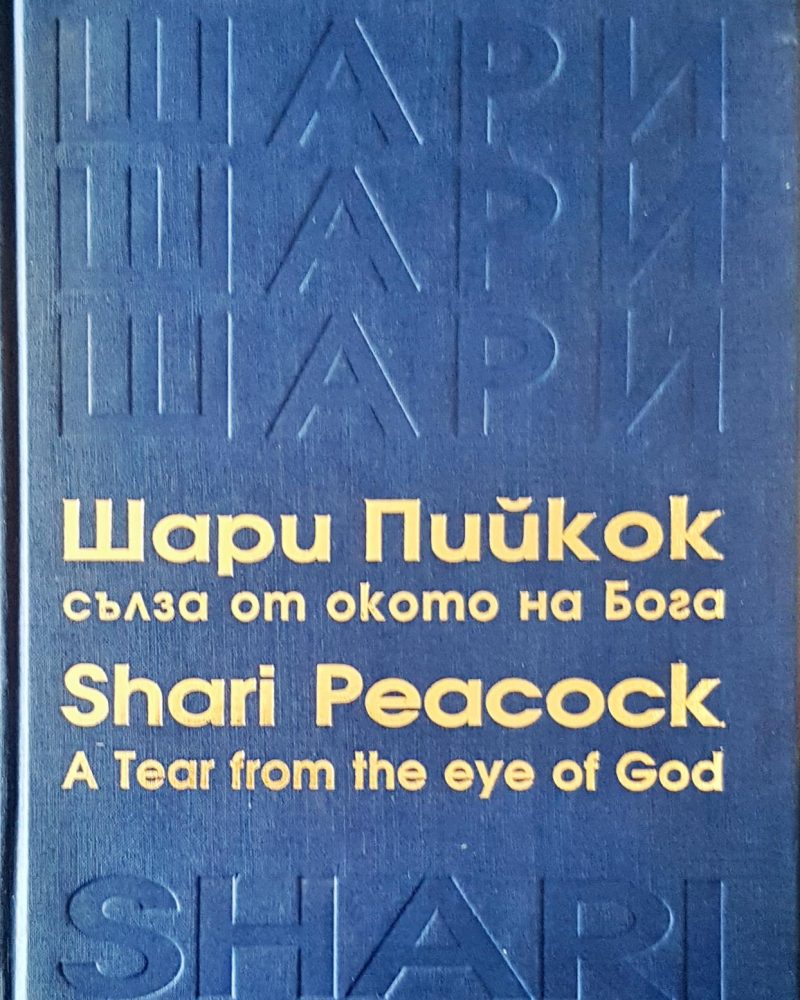 ШАРИ
ШАРИ
ШАРИ
Шари Пийкок
сълза от окото на Бога
Shari Peacock
A Tear from the eye of God
SHARI